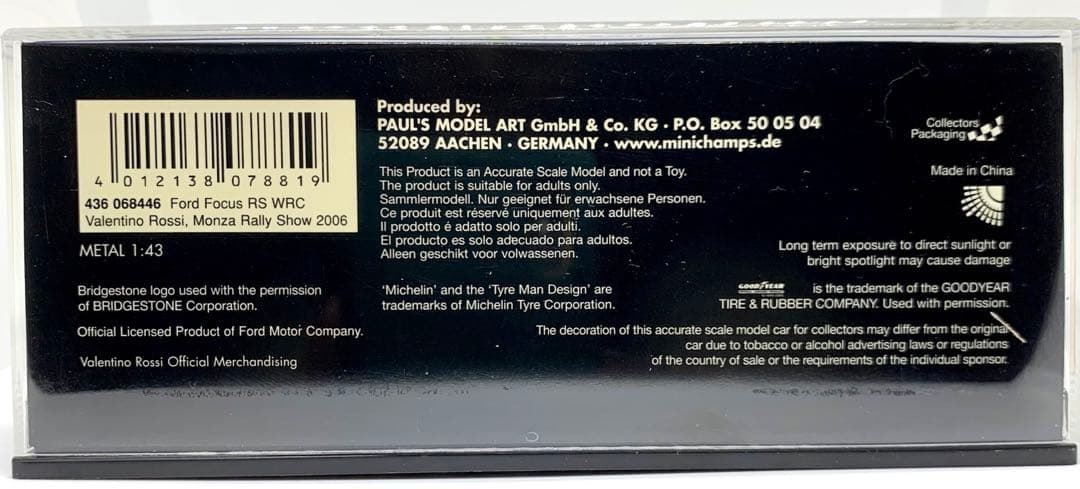 4 012138 078819
436 068446 Ford Focus RS WRC
Valentino Rossi, Monza Rally Show 2006
METAL 1:43
Bridgestone logo used with the permission
of BRIDGESTONE Corporation.
Official Licensed Product of Ford Motor Company.
Valentino Rossi Official Merchandising
Produced by:
PAUL'S MODEL ART GmbH & Co. KG · P.O. Box 50 05 04
52089 AACHEN · GERMANY · www.minichamps.de
This Product is an Accurate Scale Model and not a Toy.
The product is suitable for adults only.
Sammlermodell. Nur geeignet für erwachsene Personen.
Ce produit est réservé uniquement aux adultes.
Il prodotto é adatto solo per adulti.
El producto es solo adecuado para adultos.
Alleen geschikt voor volwassenen.
‘Michelin’ and the ‘Tyre Man Design’ are
trademarks of Michelin Tyre Corporation.
Collectors
Packaging
Made in China
Long term exposure to direct sunlight or
bright spotlight may cause damage
GOODYEAR is the trademark of the GOODYEAR
TIRE & RUBBER COMPANY. Used with permission.
The decoration of this accurate scale model car for collectors may differ from the original
car due to tobacco or alcohol advertising laws or regulations
of the country of sale or the requirements of the individual sponsor.